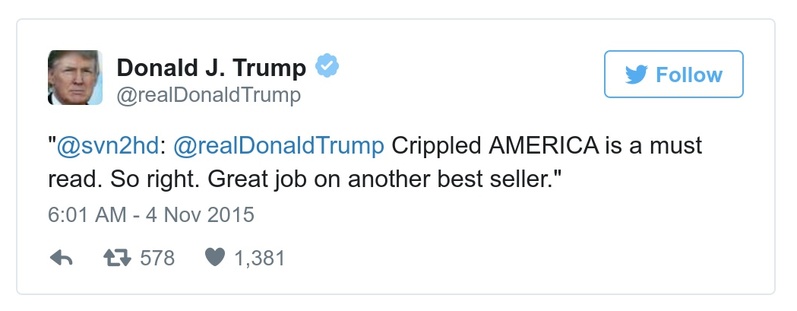 Donald J. Trump
@realDonaldTrump
Follow
"@svn2hd: @realDonaldTrump Crippled AMERICA is a must
read. So right. Great job on another best seller."
6:01 AM - 4 Nov 2015
578 1,381